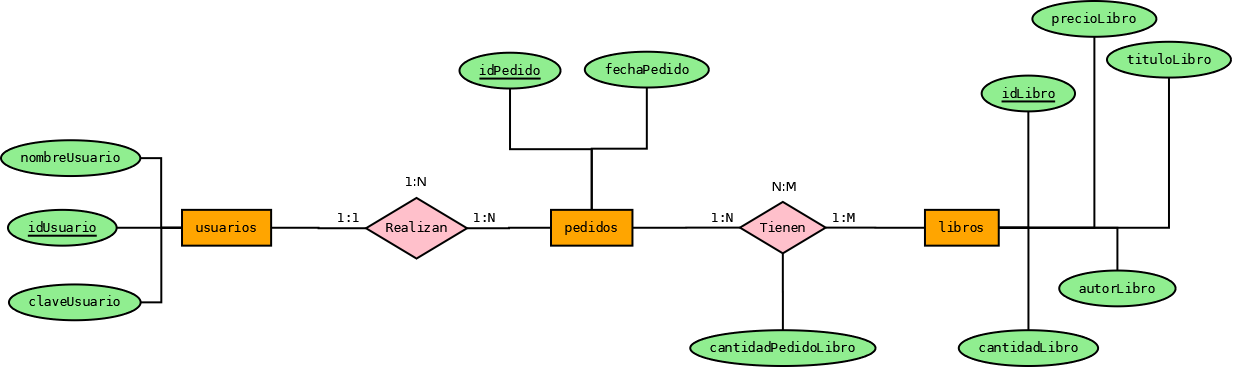 precioLibro
tituloLibro
idPedido
fechaPedido
idLibro
nombreUsuario
1:N
N:M
idUsuario
usuarios
1:1
Realizan
1:N
pedidos
1:N
Tienen
1:M
libros
claveUsuario
autorLibro
cantidadPedidoLibro
cantidadLibro